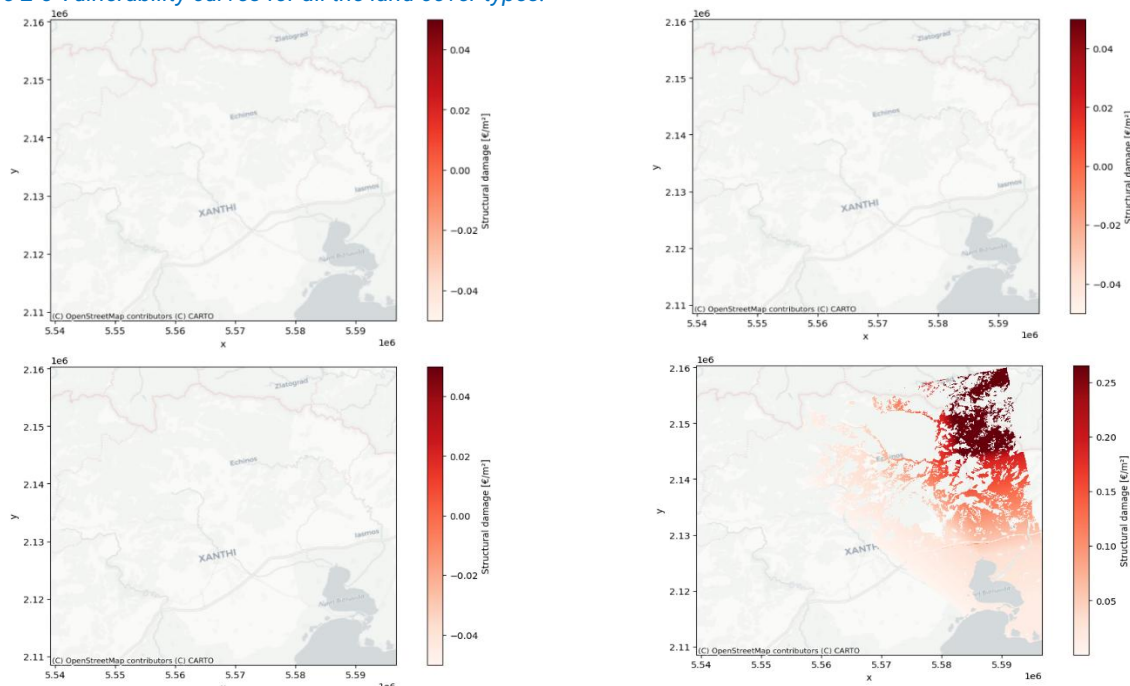 Vulnerability curves for all the land cover types.
1e6
2.16
2.15
2.14
2.13
2.12
2.11
y
Zlatograd
Echinos
Iasmos
XANTHI
(C) OpenStreetMap contributors (C) CARTO
5.54 5.55 5.56 5.57 5.58 5.59
x
1e6
0.04
0.02
0.00
−0.02
−0.04
Structural damage [€/m²]
1e6
2.16
2.15
2.14
2.13
2.12
2.11
y
Zlatograd
Echinos
Iasmos
XANTHI
(C) OpenStreetMap contributors (C) CARTO
5.54 5.55 5.56 5.57 5.58 5.59
x
1e6
0.04
0.02
0.00
−0.02
−0.04
Structural damage [€/m²]
1e6
2.16
2.15
2.14
2.13
2.12
2.11
y
Zlatograd
Echinos
Iasmos
XANTHI
(C) OpenStreetMap contributors (C) CARTO
5.54 5.55 5.56 5.57 5.58 5.59
x
1e6
0.04
0.02
0.00
−0.02
−0.04
Structural damage [€/m²]
1e6
2.16
2.15
2.14
2.13
2.12
2.11
y
XANTH
(C) OpenStreetMap contributors (C) CARTO
5.54 5.55 5.56 5.57 5.58 5.59
x
1e6
0.25
0.20
0.15
0.10
0.05
Structural damage [€/m²]